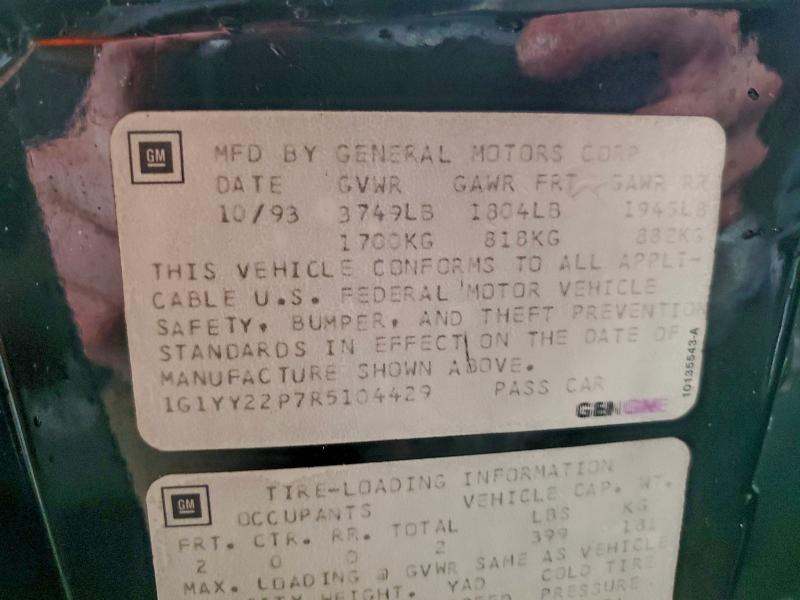 GM
MFD BY GENERAL MOTORS CORP
DATE GVWR GAWR FRT GAWR RR
10/93 3749LB 1804LB 1945LB
1700KG 818KG 882KG
THIS VEHICLE CONFORMS TO ALL APPLI-
CABLE U.S. FEDERAL MOTOR VEHICLE
SAFETY, BUMPER, AND THEFT PREVENTION
STANDARDS IN EFFECT ON THE DATE OF
MANUFACTURE SHOWN ABOVE.
1G1YY22P7R5104429 PASS CAR
GEN GNE
10135543-A
GM
TIRE-LOADING INFORMATION
OCCUPANTS VEHICLE CAP. WT.
FRT. CTR. RR. TOTAL LBS KG
2 0 0 2 399 181
MAX. LOADING @ GVWR SAME AS VEHICLE
WEIGHT. YAD COLD TIRE
PRESSURE